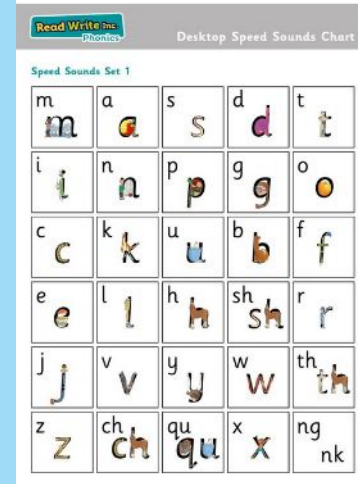 Read Write Inc.
Phonics
Desktop Speed Sounds Chart
Speed Sounds Set 1
m m a a s s d d t t
i i n n p p g g o o
c c k k u u b b f f
e e l l h h sh sh r r
j j v v y y w w th th
z z ch ch qu qu x x ng nk